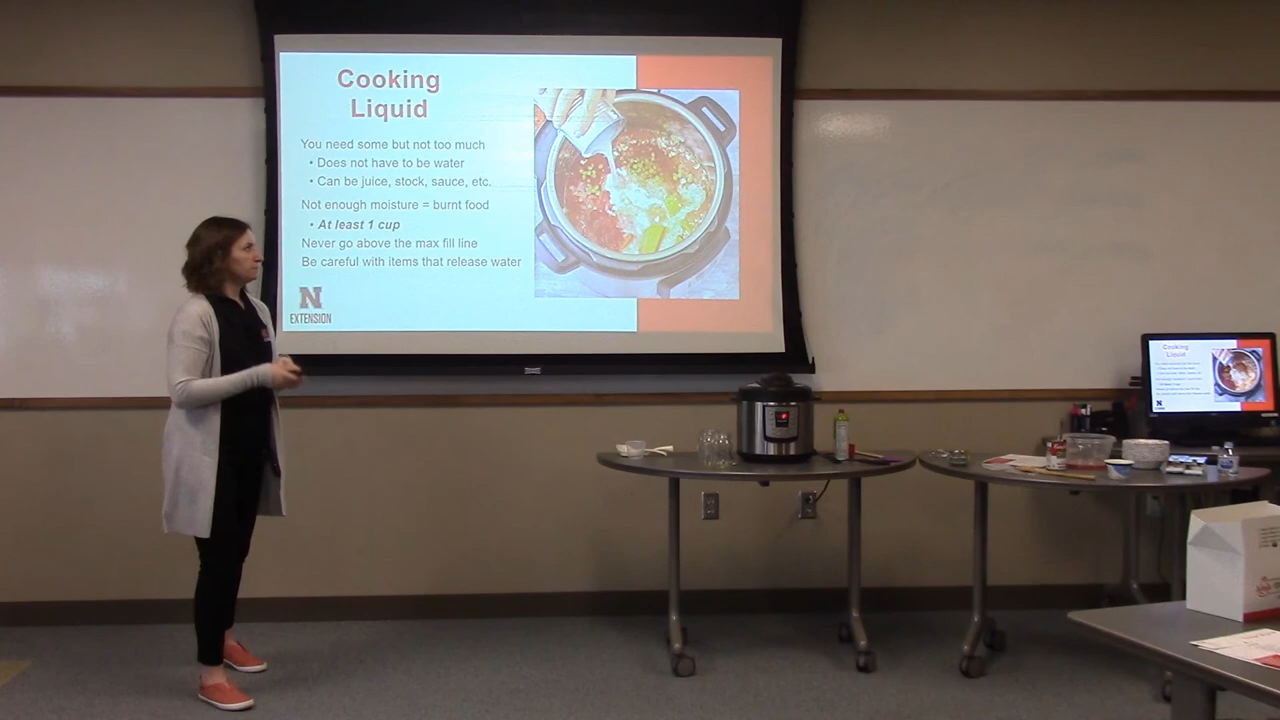 Cooking
Liquid
You need some but not too much
• Does not have to be water
• Can be juice, stock, sauce, etc.
Not enough moisture = burnt food
• At least 1 cup
Never go above the max fill line
Be careful with items that release water
N
EXTENSION
Cooking
Liquid
N